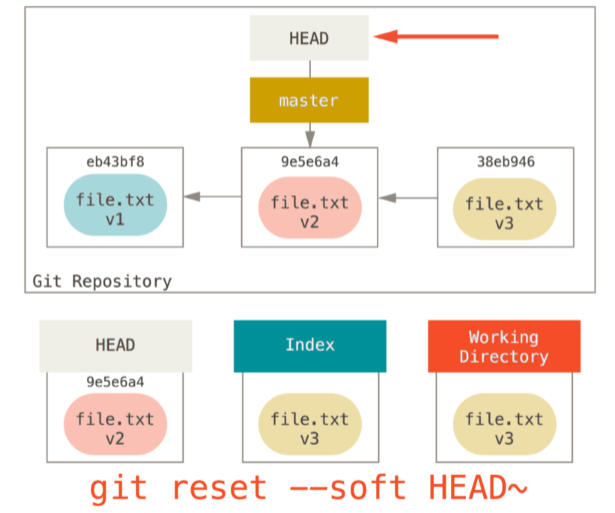 HEAD
master
eb43bf8
file.txt
v1
9e5e6a4
file.txt
v2
38eb946
file.txt
v3
Git Repository
HEAD
9e5e6a4
file.txt
v2
Index
file.txt
v3
Working
Directory
file.txt
v3
git reset --soft HEAD~